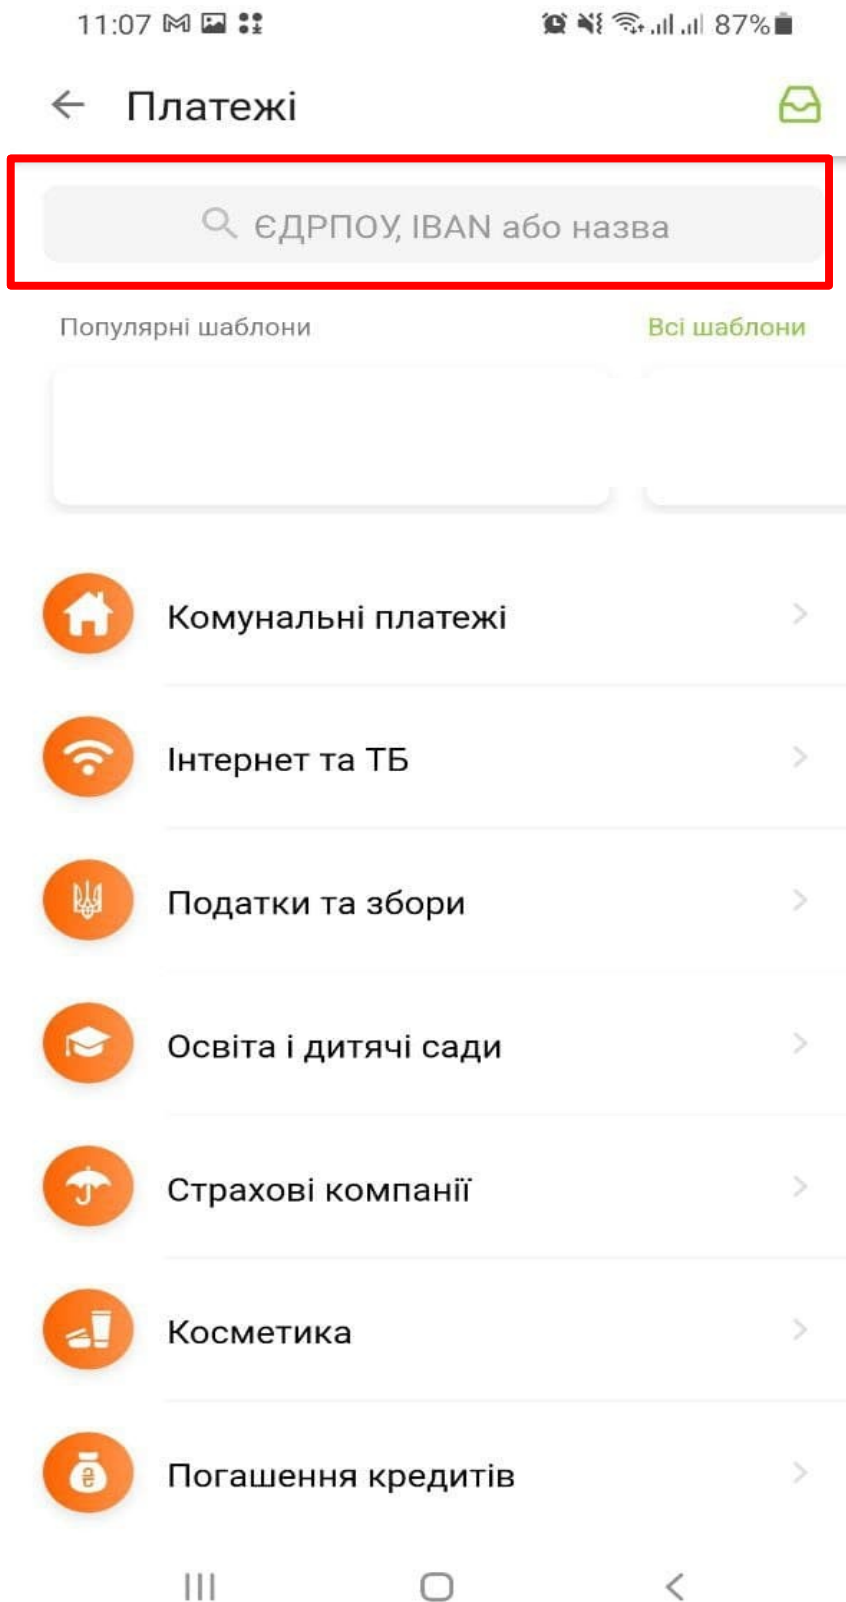 11:07 87%
Платежі
ЄДРПОУ, IBAN або назва
Популярні шаблони Всі шаблони
Комунальні платежі
Інтернет та ТБ
Податки та збори
Освіта і дитячі сади
Страхові компанії
Косметика
Погашення кредитів